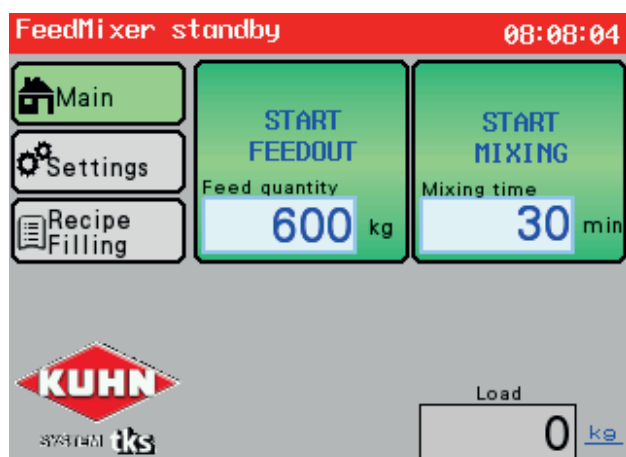 FeedMixer standby 08:08:04
Main
Settings
Recipe
Filling
START
FEEDOUT
Feed quantity
600 kg
START
MIXING
Mixing time
30 min
KUHN
SYSTEM tks
Load
0 kg